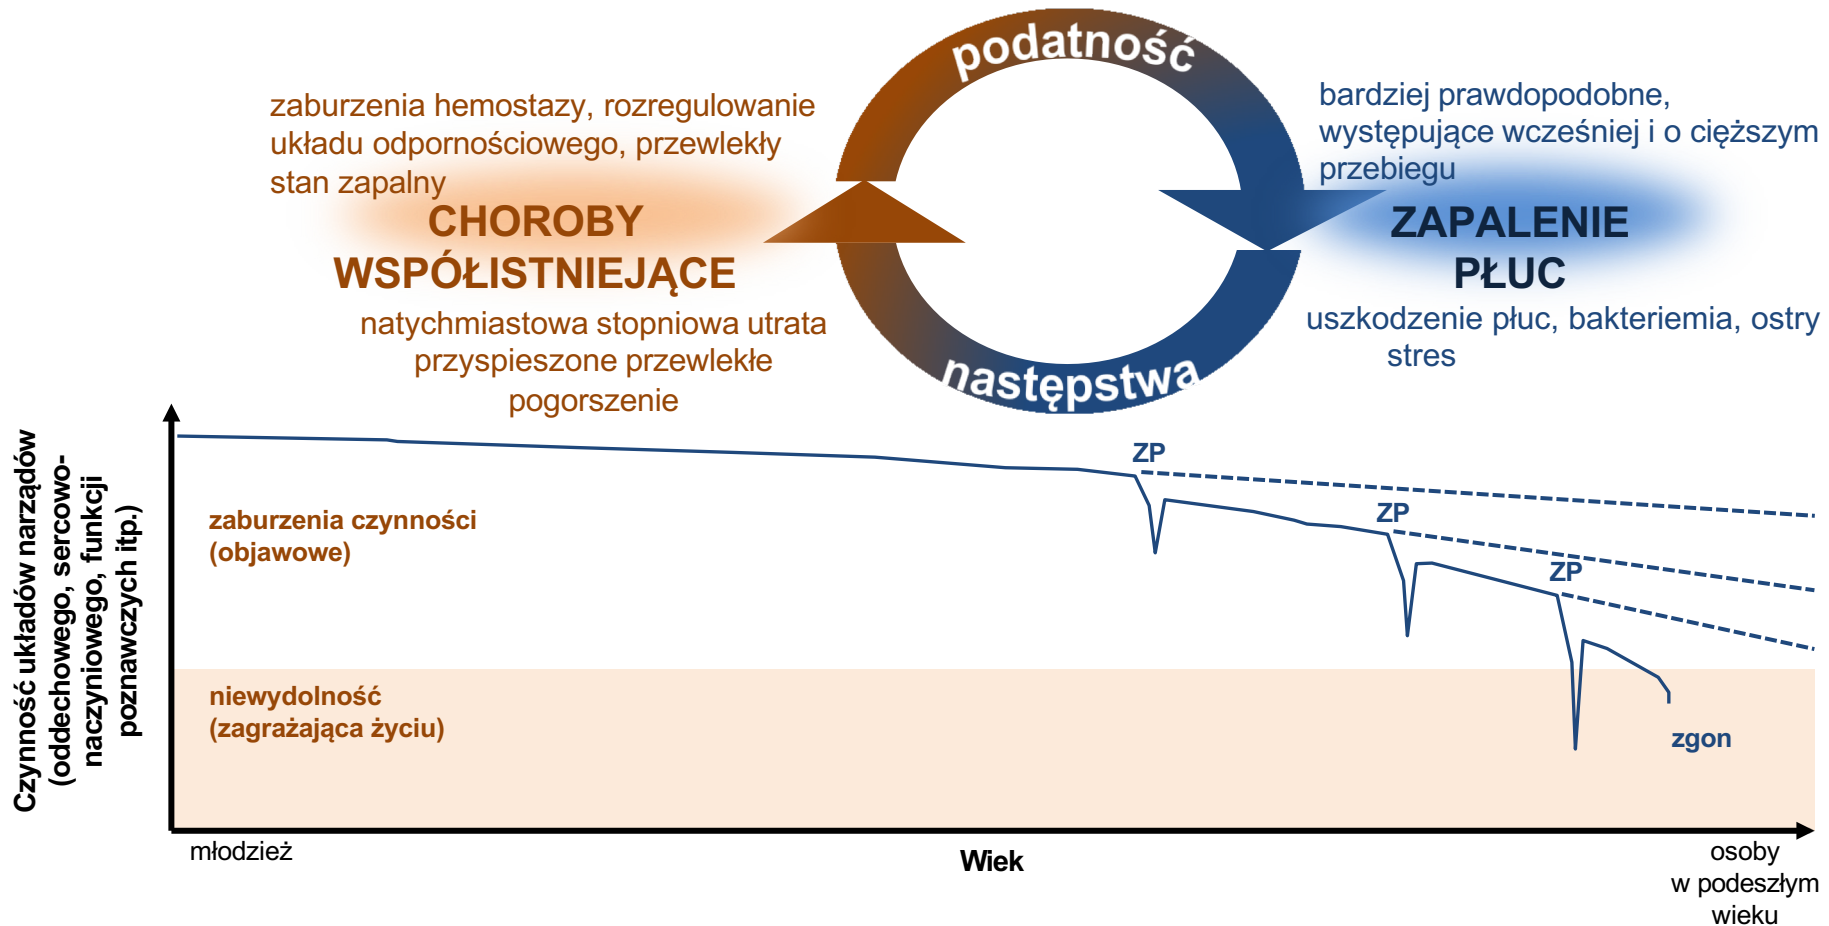 podatność
zaburzenia hemostazy, rozregulowanie
układu odpornościowego, przewlekły
stan zapalny
CHOROBY
WSPÓŁISTNIEJĄCE
natychmiastowa stopniowa utrata
przyspieszone przewlekłe
pogorszenie
bardziej prawdopodobne,
występujące wcześniej i o cięższym
przebiegu
ZAPALENIE
PŁUC
uszkodzenie płuc, bakteriemia, ostry
stres
następstwa
Czynność układów narządów
(oddechowego, sercowo-
naczyniowego, funkcji
poznawczych itp.)
zaburzenia czynności
(objawowe)
niewydolność
(zagrażająca życiu)
ZP
ZP
ZP
zgon
młodzież
Wiek
osoby
w podeszłym
wieku